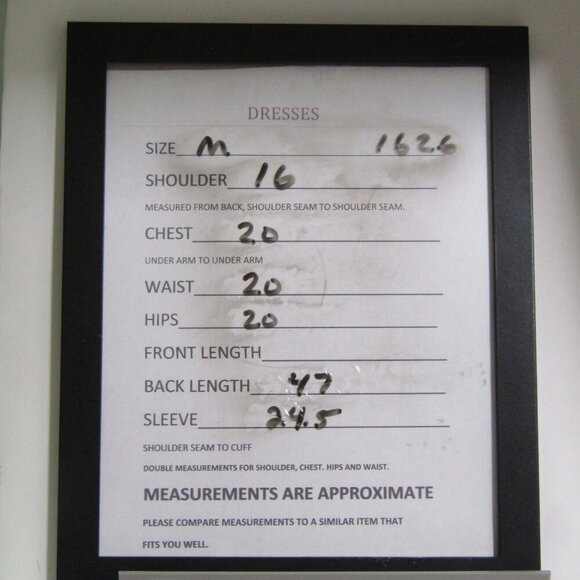 DRESSES
SIZE M 1626
SHOULDER 16
MEASURED FROM BACK, SHOULDER SEAM TO SHOULDER SEAM.
CHEST 20
UNDER ARM TO UNDER ARM
WAIST 20
HIPS 20
FRONT LENGTH
BACK LENGTH 47
SLEEVE 24.5
SHOULDER SEAM TO CUFF
DOUBLE MEASUREMENTS FOR SHOULDER, CHEST. HIPS AND WAIST.
MEASUREMENTS ARE APPROXIMATE
PLEASE COMPARE MEASUREMENTS TO A SIMILAR ITEM THAT
FITS YOU WELL.